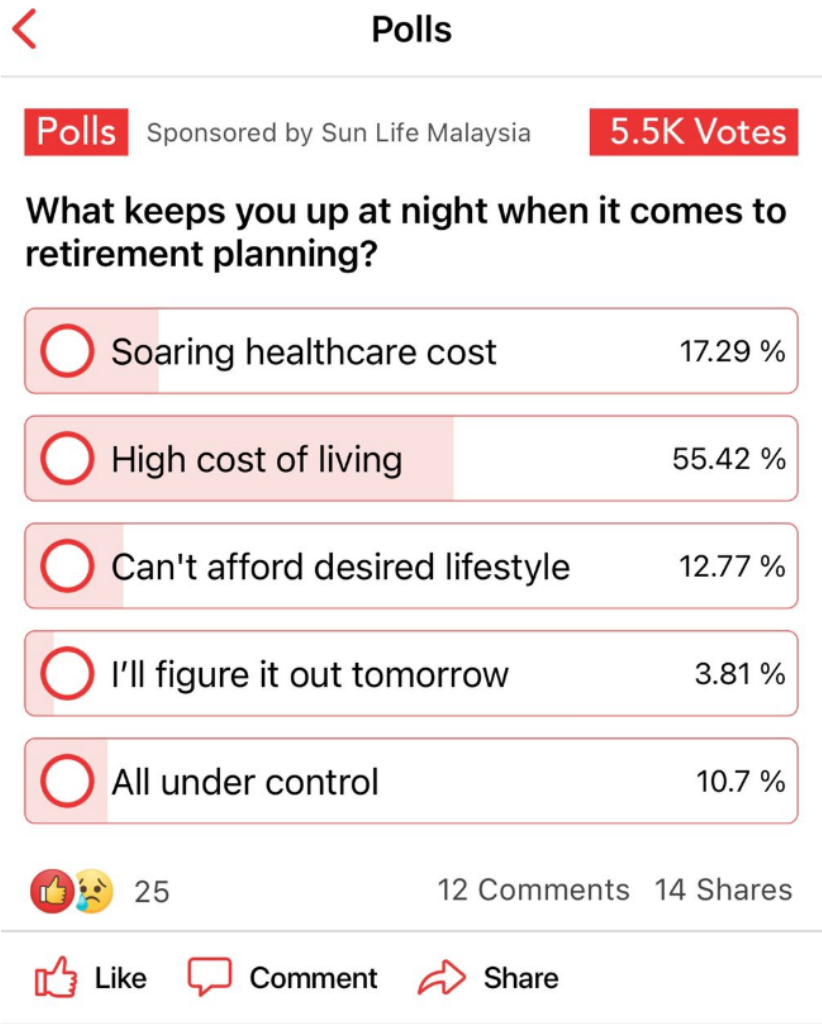 Polls
Polls Sponsored by Sun Life Malaysia 5.5K Votes
What keeps you up at night when it comes to
retirement planning?
Soaring healthcare cost 17.29 %
High cost of living 55.42 %
Can't afford desired lifestyle 12.77 %
I’ll figure it out tomorrow 3.81 %
All under control 10.7 %
25 12 Comments 14 Shares
Like Comment Share